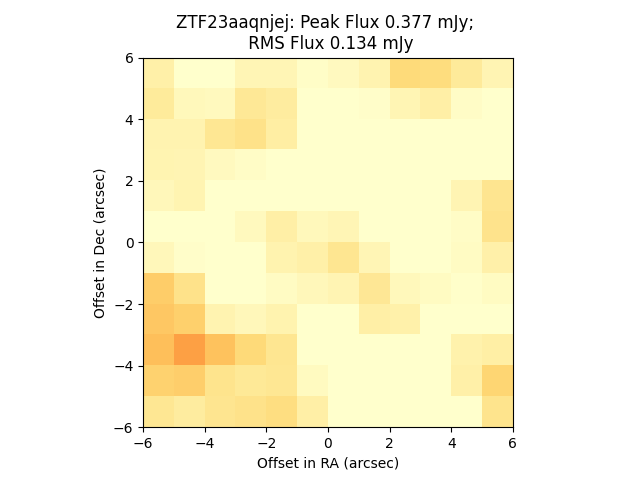 ZTF23aaqnjej: Peak Flux 0.377 mJy;
RMS Flux 0.134 mJy
6
4
2
0
−2
−4
−6
Offset in Dec (arcsec)
−6 −4 −2 0 2 4 6
Offset in RA (arcsec)